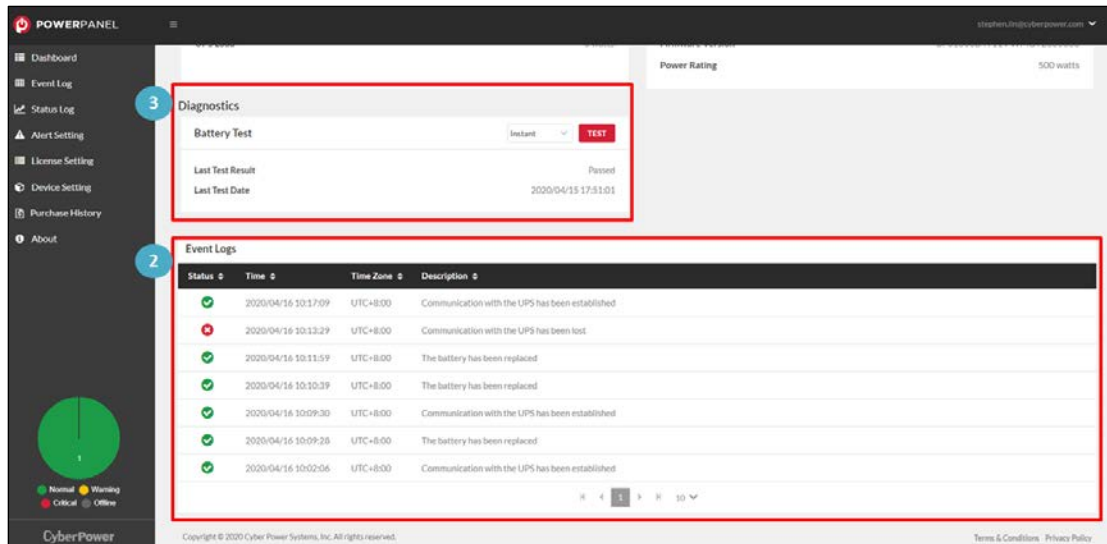 POWERPANEL
stephen.lin@cyberpower.com
Dashboard
Event Log
Status Log
Alert Setting
License Setting
Device Setting
Purchase History
About
Power Rating 500 watts
3
Diagnostics
Battery Test Instant TEST
Last Test Result Passed
Last Test Date 2020/04/15 17:51:01
2
Event Logs
Status Time Time Zone Description
2020/04/16 10:17:09 UTC+8:00 Communication with the UPS has been established
2020/04/16 10:13:29 UTC+8:00 Communication with the UPS has been lost
2020/04/16 10:11:59 UTC+8:00 The battery has been replaced
2020/04/16 10:10:39 UTC+8:00 The battery has been replaced
2020/04/16 10:09:30 UTC+8:00 Communication with the UPS has been established
2020/04/16 10:09:28 UTC+8:00 The battery has been replaced
2020/04/16 10:02:06 UTC+8:00 Communication with the UPS has been established
1 10
1
Normal Warning
Critical Offline
CyberPower
Copyright © 2020 Cyber Power Systems, Inc. All rights reserved.
Terms & Conditions Privacy Policy